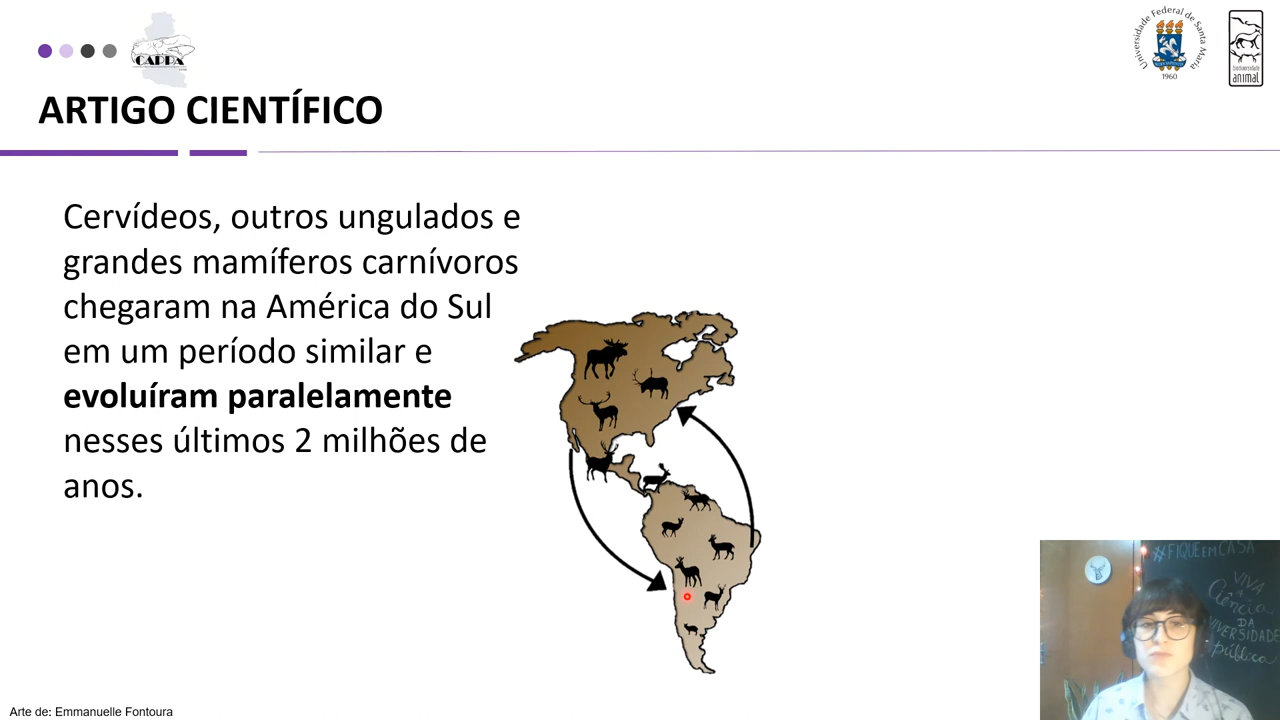 CAPPA
Universidade Federal de Santa Maria
1960
biodiversidade
animal
ARTIGO CIENTÍFICO
Cervídeos, outros ungulados e
grandes mamíferos carnívoros
chegaram na América do Sul
em um período similar e
evoluíram paralelamente
nesses últimos 2 milhões de
anos.
#FIQUEEMCASA
VIVA
a
Ciência
DA
UNIVERSIDADE
pública
Arte de: Emmanuelle Fontoura